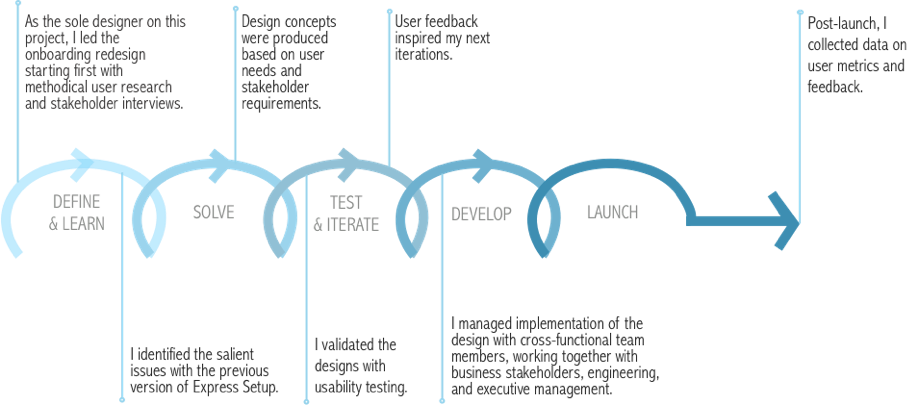 As the sole designer on this
project, I led the
onboarding redesign
starting first with
methodical user research
and stakeholder interviews.
Design concepts
were produced
based on user
needs and
stakeholder
requirements.
User feedback
inspired my next
iterations.
Post-launch, I
collected data on
user metrics and
feedback.
DEFINE
& LEARN
SOLVE
TEST
& ITERATE
DEVELOP
LAUNCH
I identified the salient
issues with the previous
version of Express Setup.
I validated the
designs with
usability testing.
I managed implementation of the
design with cross-functional team
members, working together with
business stakeholders, engineering,
and executive management.